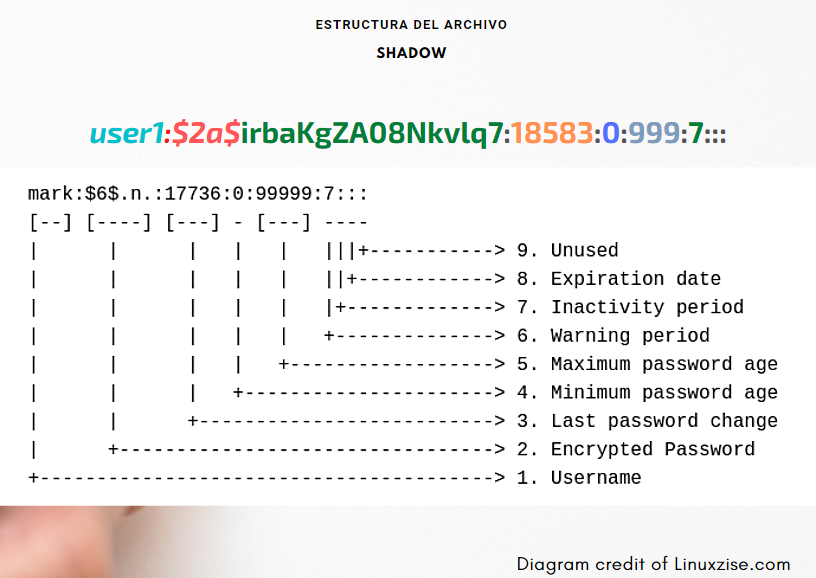 ESTRUCTURA DEL ARCHIVO
SHADOW
user1:$2a$irbaKgZA08Nkvlq7:18583:0:999:7:::
mark:$6$.n.:17736:0:99999:7:::
[--] [----] [---] - [---] ----
|      |      |   |   |   |||+-----------> 9. Unused
|      |      |   |   |   ||+------------> 8. Expiration date
|      |      |   |   |   |+-------------> 7. Inactivity period
|      |      |   |   |   +--------------> 6. Warning period
|      |      |   |   +------------------> 5. Maximum password age
|      |      |   +----------------------> 4. Minimum password age
|      |      +--------------------------> 3. Last password change
|      +---------------------------------> 2. Encrypted Password
+----------------------------------------> 1. Username
Diagram credit of Linuxzise.com